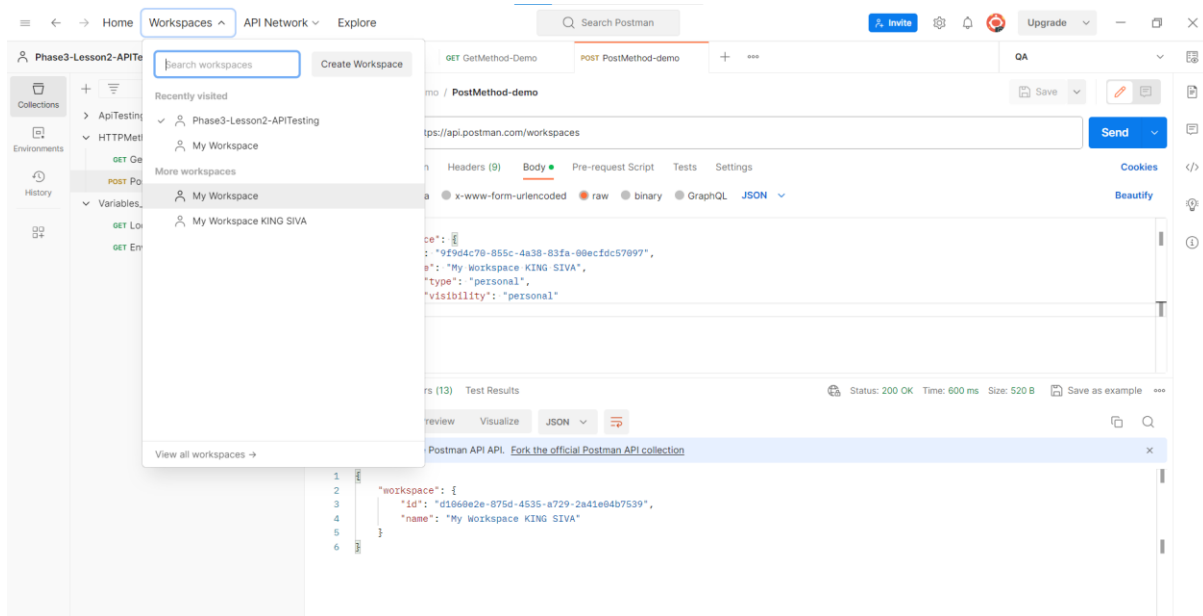 Home Workspaces API Network Explore Search Postman Invite Upgrade
Phase3-Lesson2-APITe GET GetMethod-Demo POST PostMethod-demo QA
Search workspaces Create Workspace
Recently visited
Phase3-Lesson2-APITesting
My Workspace
More workspaces
My Workspace
My Workspace KING SIVA
View all workspaces →
Collections
Environments
History
ApiTesting
HTTPMet
GET Ge
POST Po
Variables_
GET Lo
GET En
mo / PostMethod-demo Save
tps://api.postman.com/workspaces Send
n Headers (9) Body Pre-request Script Tests Settings Cookies
a x-www-form-urlencoded raw binary GraphQL JSON Beautify
ce": {
: "9f9d4c70-855c-4a38-83fa-00ecfdc57097",
e": "My Workspace KING SIVA",
"type": "personal",
"visibility": "personal"
rs (13) Test Results Status: 200 OK Time: 600 ms Size: 520 B Save as example
review Visualize JSON
Postman API API. Fork the official Postman API collection
1 {
2 "workspace": {
3 "id": "d1060e2e-875d-4535-a729-2a41e04b7539",
4 "name": "My Workspace KING SIVA"
5 }
6 }